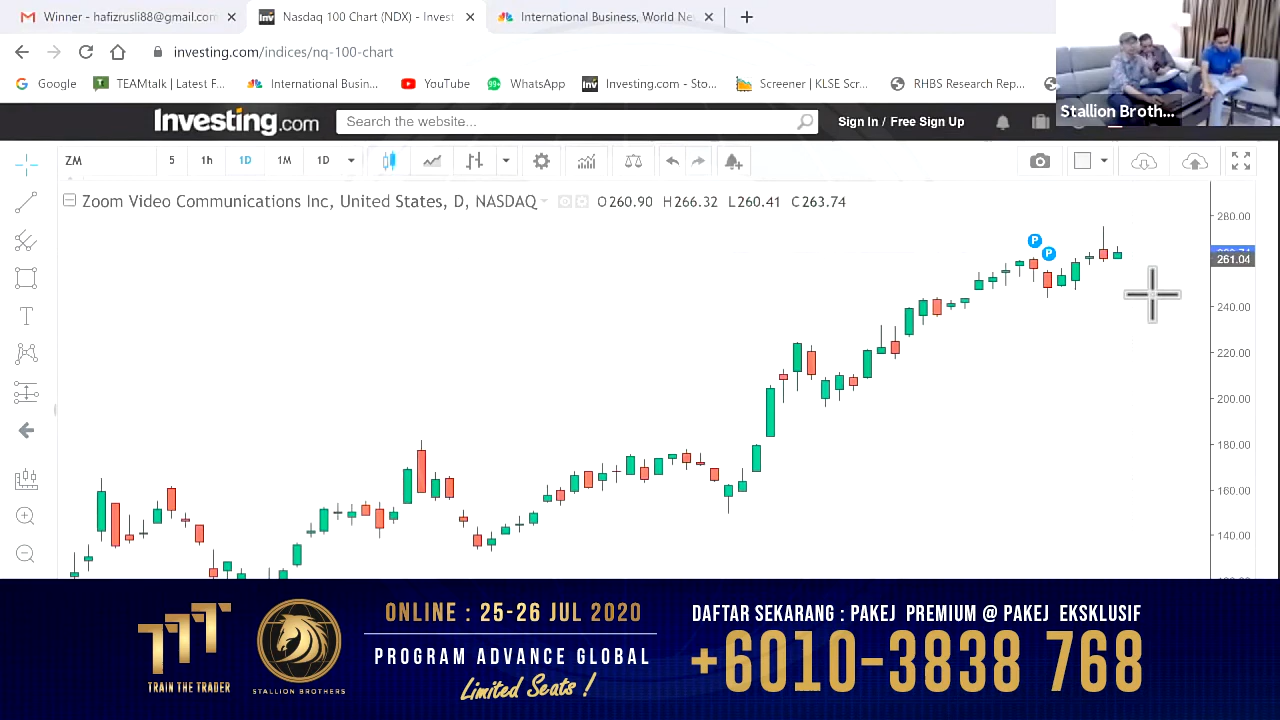 Winner - hafizrusli88@gmail.com
Nasdaq 100 Chart (NDX) - Invest
International Business, World Ne
investing.com/indices/nq-100-chart
Google
TEAMtalk | Latest F...
International Busin...
YouTube
99+
WhatsApp
Inv
Investing.com - Sto...
Screener | KLSE Scr...
RHBS Research Rep...
Stallion Broth...
Investing.com
Search the website...
Sign In / Free Sign Up
ZM
5
1h
1D
1M
1D
Zoom Video Communications Inc, United States, D, NASDAQ
O260.90 H266.32 L260.41 C263.74
280.00
261.04
240.00
220.00
200.00
180.00
160.00
140.00
P
P
TTT
TRAIN THE TRADER
STALLION BROTHERS
ONLINE : 25-26 JUL 2020
PROGRAM ADVANCE GLOBAL
Limited Seats !
DAFTAR SEKARANG : PAKEJ PREMIUM @ PAKEJ EKSKLUSIF
+6010-3838 768